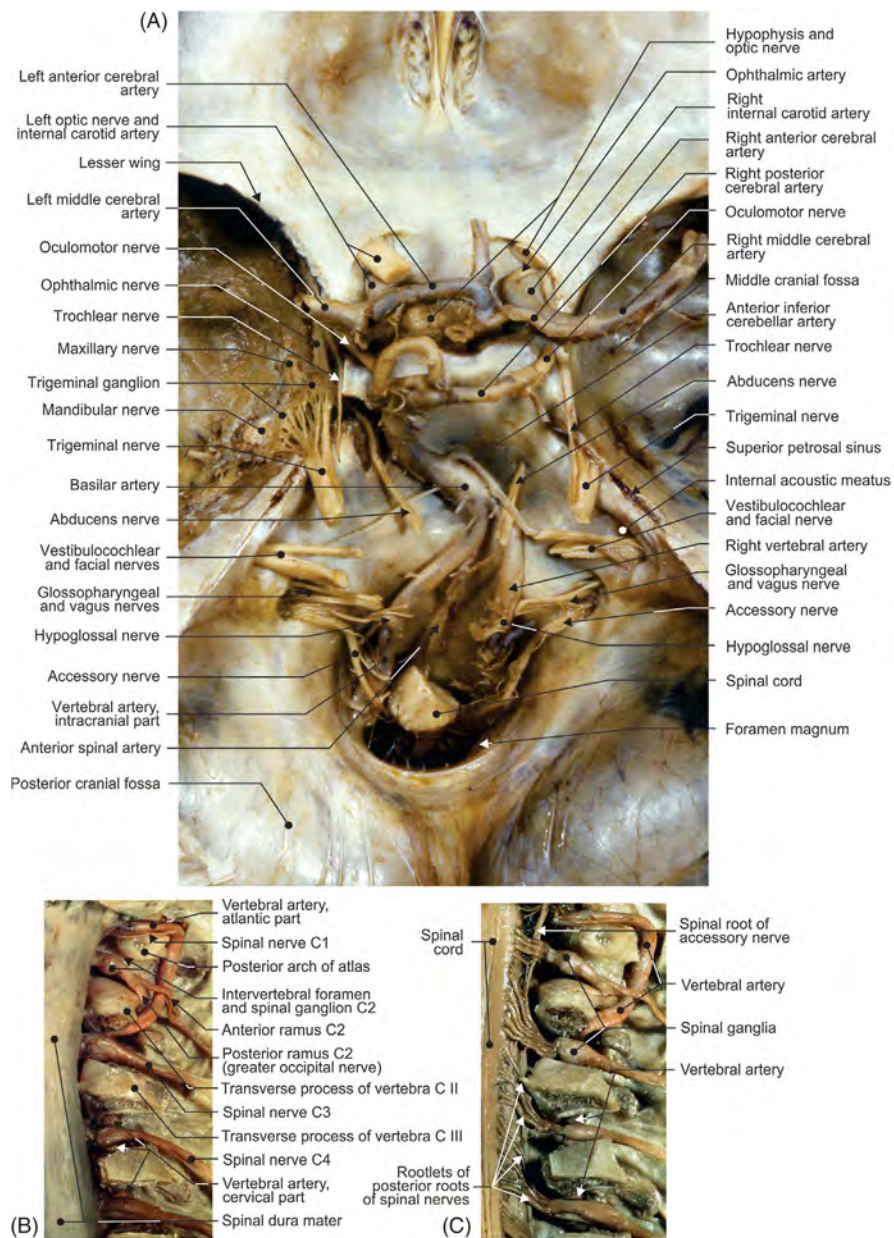 (A)
Left anterior cerebral
artery
Left optic nerve and
internal carotid artery
Lesser wing
Left middle cerebral
artery
Oculomotor nerve
Ophthalmic nerve
Trochlear nerve
Maxillary nerve
Trigeminal ganglion
Mandibular nerve
Trigeminal nerve
Basilar artery
Abducens nerve
Vestibulocochlear
and facial nerves
Glossopharyngeal
and vagus nerves
Hypoglossal nerve
Accessory nerve
Vertebral artery,
intracranial part
Anterior spinal artery
Posterior cranial fossa
Hypophysis and
optic nerve
Ophthalmic artery
Right
internal carotid artery
Right anterior cerebral
artery
Right posterior
cerebral artery
Oculomotor nerve
Right middle cerebral
artery
Middle cranial fossa
Anterior inferior
cerebellar artery
Trochlear nerve
Abducens nerve
Trigeminal nerve
Superior petrosal sinus
Internal acoustic meatus
Vestibulocochlear
and facial nerve
Right vertebral artery
Glossopharyngeal
and vagus nerve
Accessory nerve
Hypoglossal nerve
Spinal cord
Foramen magnum
(B)
Vertebral artery,
atlantic part
Spinal nerve C1
Posterior arch of atlas
Intervertebral foramen
and spinal ganglion C2
Anterior ramus C2
Posterior ramus C2
(greater occipital nerve)
Transverse process of vertebra C II
Spinal nerve C3
Transverse process of vertebra C III
Spinal nerve C4
Vertebral artery,
cervical part
Spinal dura mater
(C)
Spinal
cord
Rootlets of
posterior roots
of spinal nerves
Spinal root of
accessory nerve
Vertebral artery
Spinal ganglia
Vertebral artery